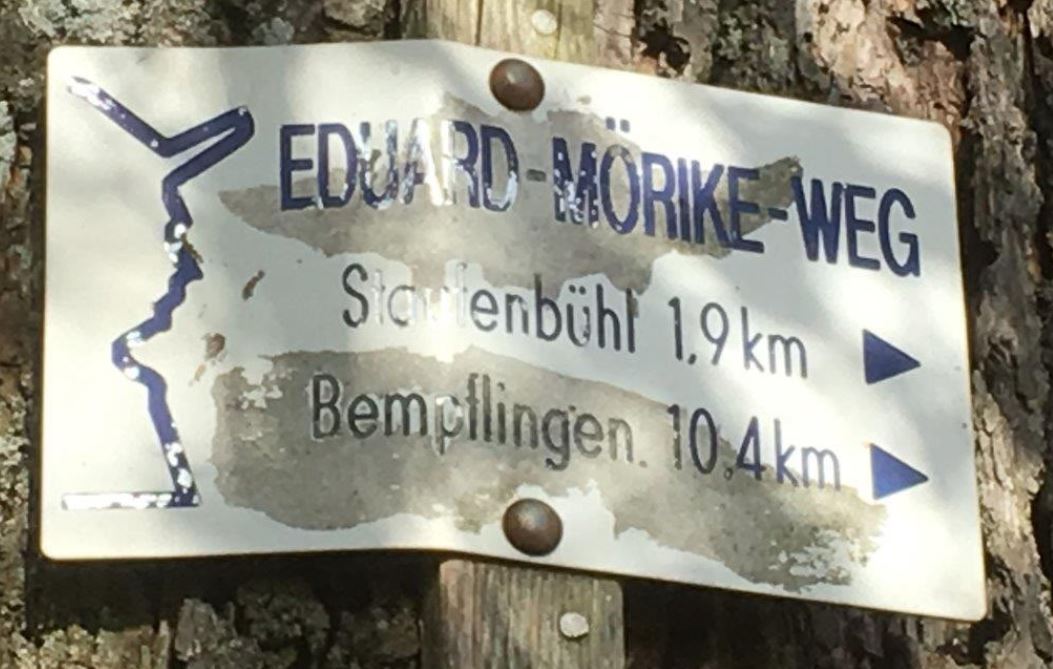 EDUARD-MÖRIKE-WEG
Staufenbühl 1,9 km
Bempflingen. 10,4 km